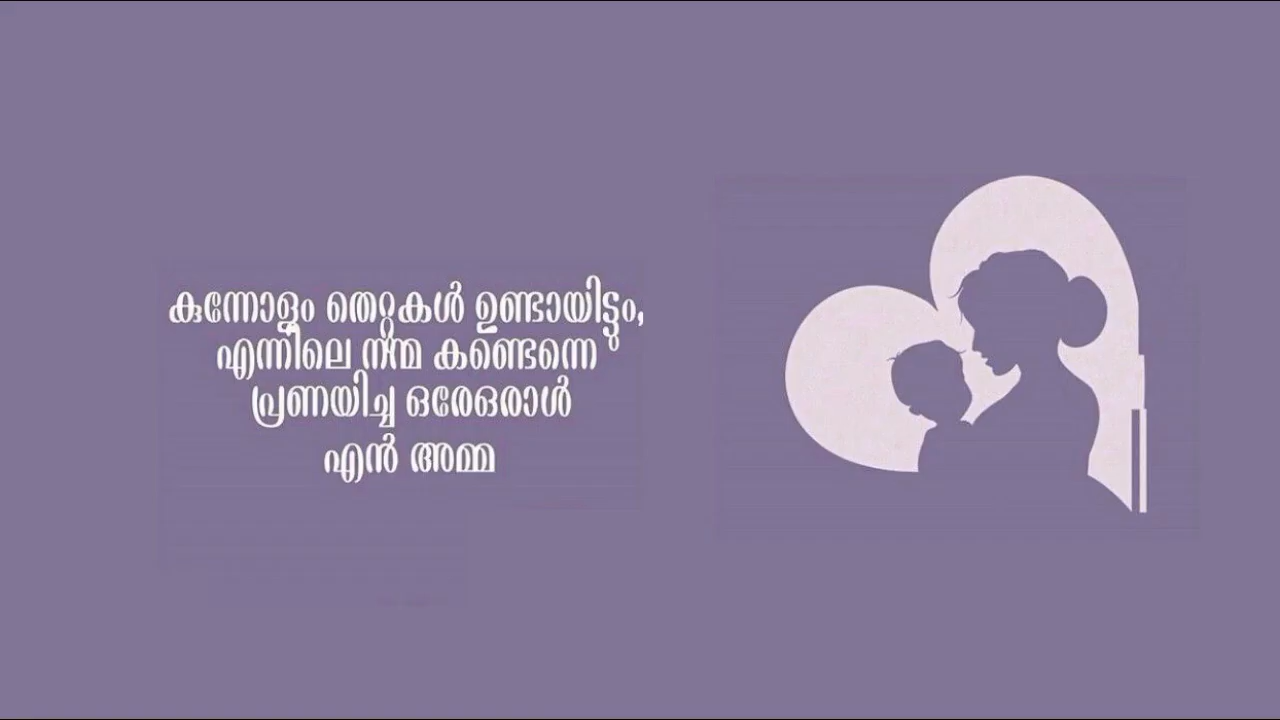 കുന്നോളം തെറ്റുകൾ ഉണ്ടായിട്ടും,
എന്നിലെ നന്മ കണ്ടെന്നെ
പ്രണയിച്ച ഒരേഒരാൾ
എൻ അമ്മ